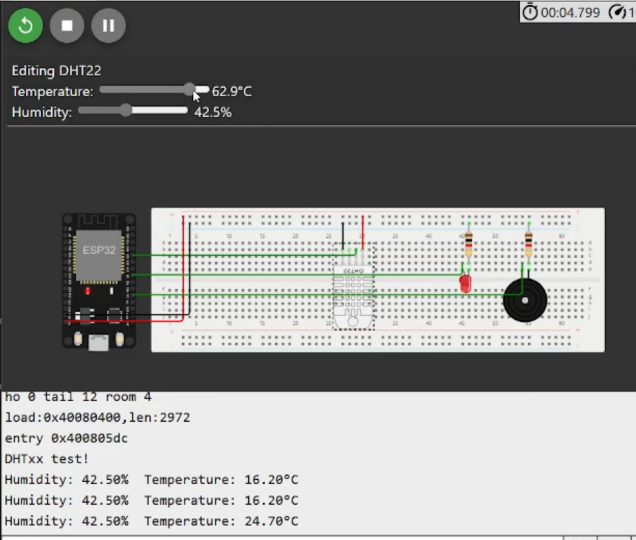 00:04.799 1
Editing DHT22
Temperature: 62.9°C
Humidity: 42.5%
ESP32
DHT22
ho 0 tail 12 room 4
load:0x40080400,len:2972
entry 0x400805dc
DHTxx test!
Humidity: 42.50%  Temperature: 16.20°C
Humidity: 42.50%  Temperature: 16.20°C
Humidity: 42.50%  Temperature: 24.70°C